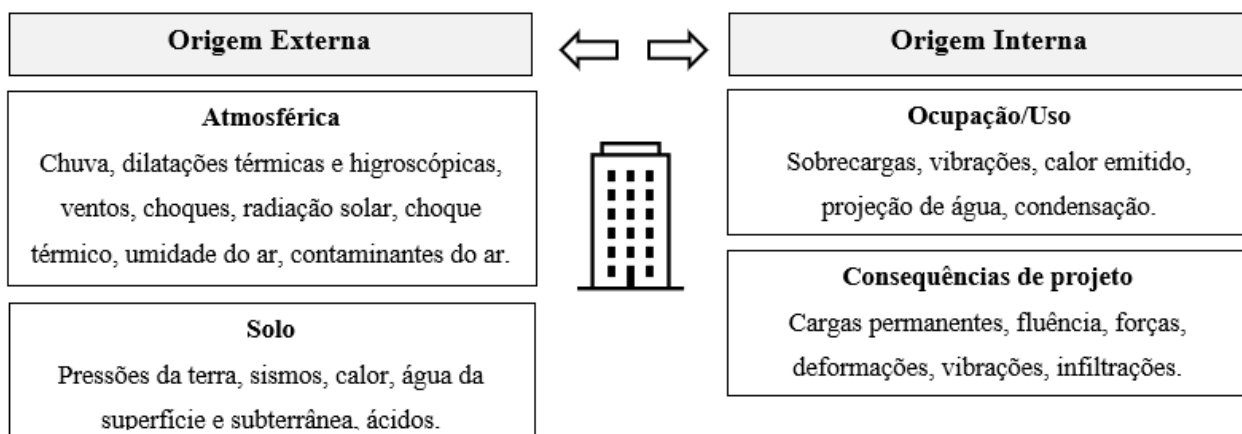 Origem Externa
Atmosférica
Chuva, dilatações térmicas e higroscópicas,
ventos, choques, radiação solar, choque
térmico, umidade do ar, contaminantes do ar.
Solo
Pressões da terra, sismos, calor, água da
superfície e subterrânea, ácidos.
Origem Interna
Ocupação/Uso
Sobrecargas, vibrações, calor emitido,
projeção de água, condensação.
Consequências de projeto
Cargas permanentes, fluência, forças,
deformações, vibrações, infiltrações.